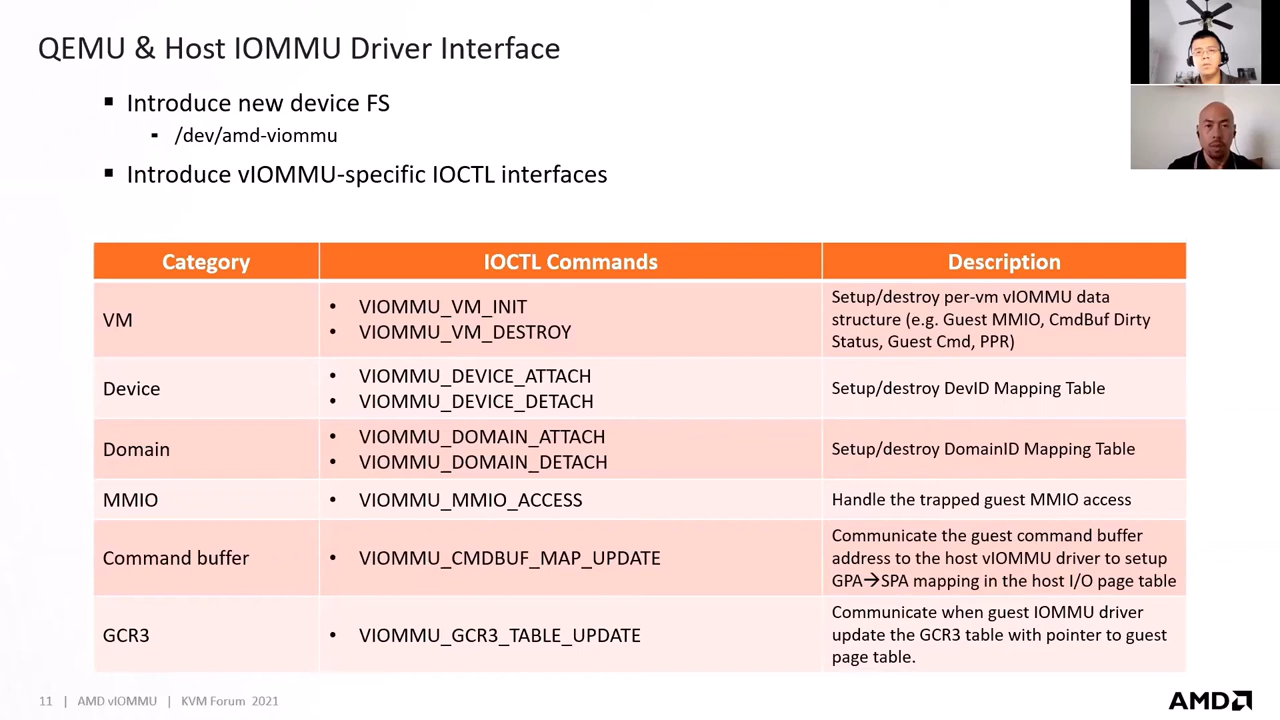 QEMU & Host IOMMU Driver Interface
▪ Introduce new device FS
▪ /dev/amd-viommu
▪ Introduce vIOMMU-specific IOCTL interfaces
Category
IOCTL Commands
Description
VM
• VIOMMU_VM_INIT
• VIOMMU_VM_DESTROY
Setup/destroy per-vm vIOMMU data
structure (e.g. Guest MMIO, CmdBuf Dirty
Status, Guest Cmd, PPR)
Device
• VIOMMU_DEVICE_ATTACH
• VIOMMU_DEVICE_DETACH
Setup/destroy DevID Mapping Table
Domain
• VIOMMU_DOMAIN_ATTACH
• VIOMMU_DOMAIN_DETACH
Setup/destroy DomainID Mapping Table
MMIO
• VIOMMU_MMIO_ACCESS
Handle the trapped guest MMIO access
Command buffer
• VIOMMU_CMDBUF_MAP_UPDATE
Communicate the guest command buffer
address to the host vIOMMU driver to setup
GPA→SPA mapping in the host I/O page table
GCR3
• VIOMMU_GCR3_TABLE_UPDATE
Communicate when guest IOMMU driver
update the GCR3 table with pointer to guest
page table.
11 | AMD vIOMMU | KVM Forum 2021
AMD